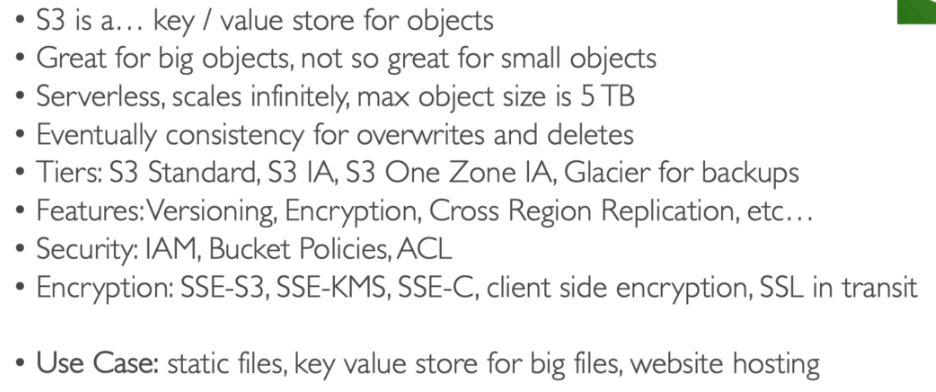 • S3 is a… key / value store for objects
• Great for big objects, not so great for small objects
• Serverless, scales infinitely, max object size is 5 TB
• Eventually consistency for overwrites and deletes
• Tiers: S3 Standard, S3 IA, S3 One Zone IA, Glacier for backups
• Features: Versioning, Encryption, Cross Region Replication, etc…
• Security: IAM, Bucket Policies, ACL
• Encryption: SSE-S3, SSE-KMS, SSE-C, client side encryption, SSL in transit
• Use Case: static files, key value store for big files, website hosting